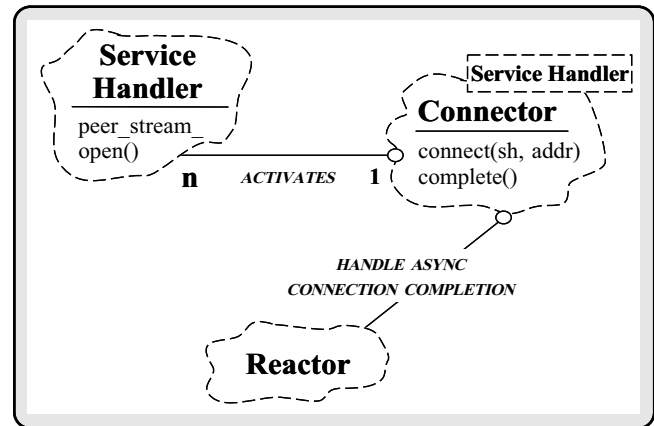 Service
Handler
peer_stream_
open()
Service Handler
Connector
connect(sh, addr)
complete()
n
ACTIVATES
1
HANDLE ASYNC
CONNECTION COMPLETION
Reactor